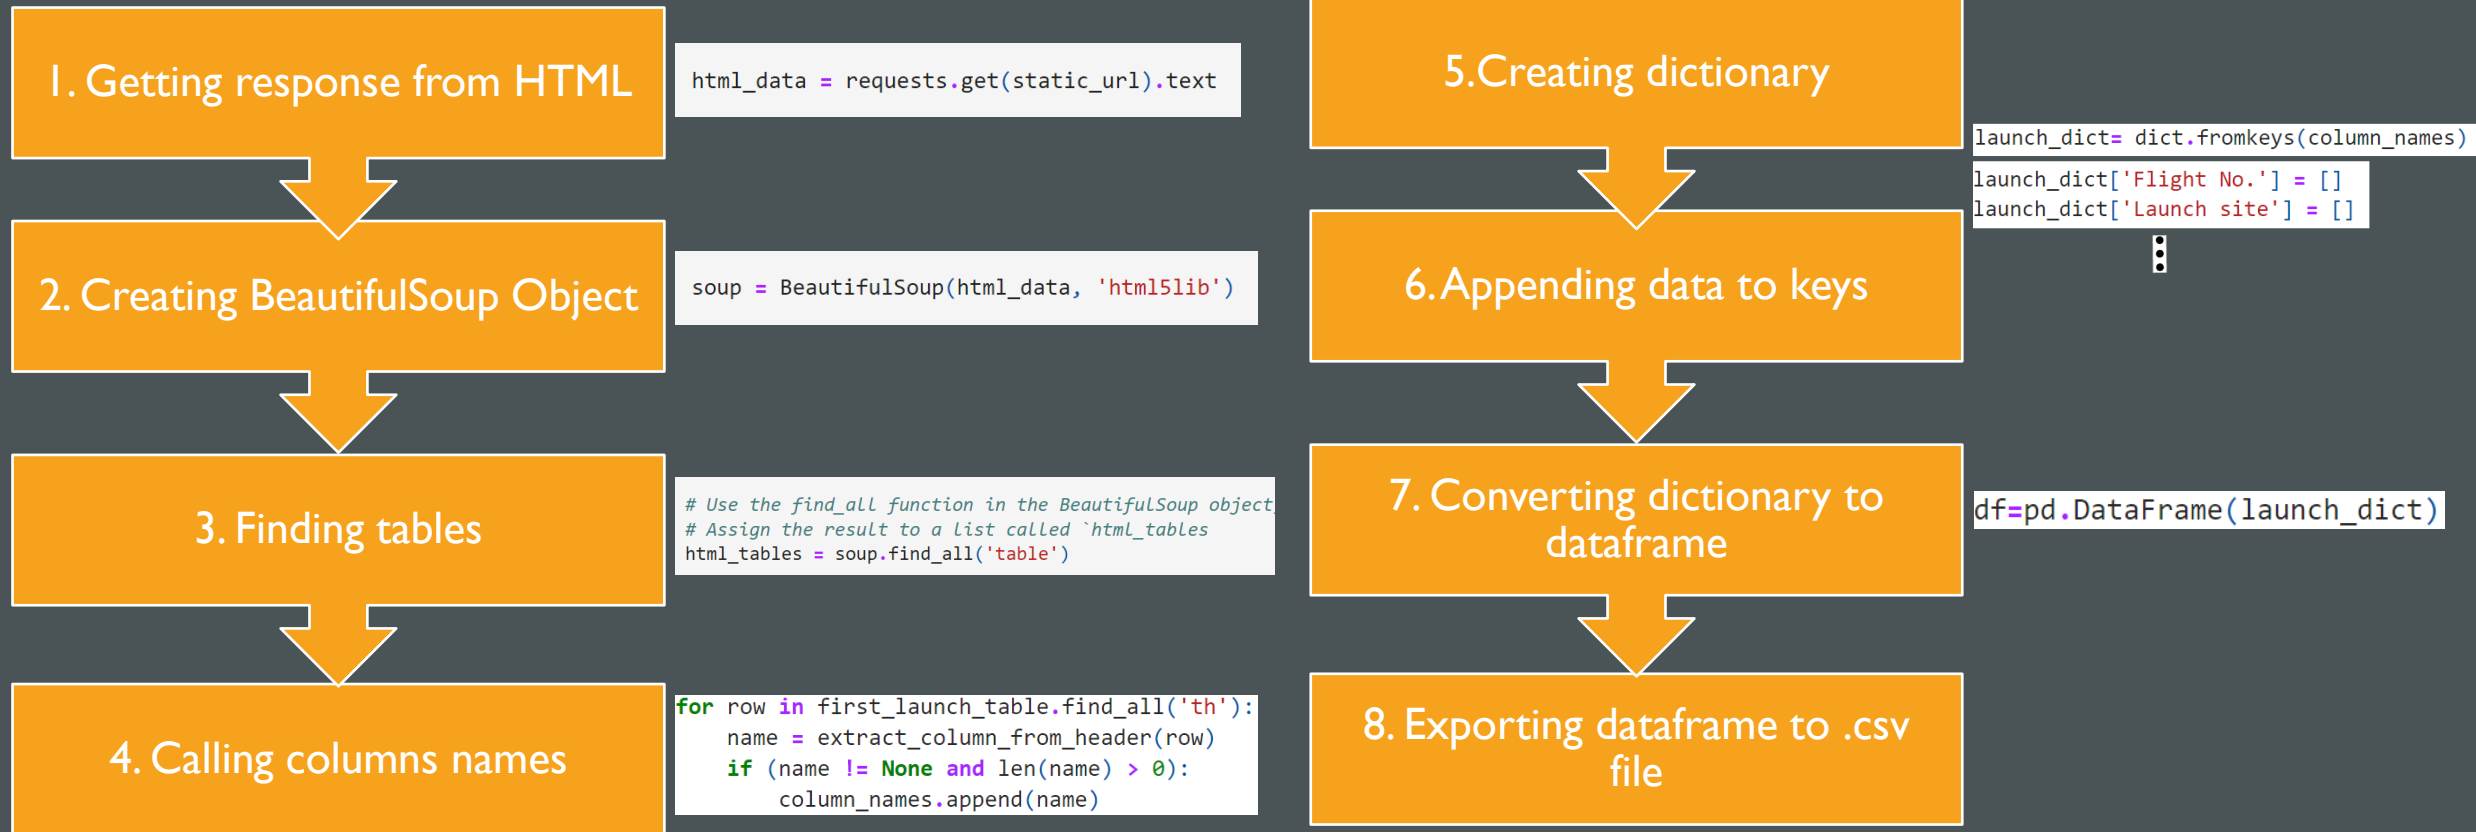 1. Getting response from HTML
html_data = requests.get(static_url).text
2. Creating BeautifulSoup Object
soup = BeautifulSoup(html_data, 'html5lib')
3. Finding tables
# Use the find_all function in the BeautifulSoup object,
# Assign the result to a list called `html_tables
html_tables = soup.find_all('table')
4. Calling columns names
for row in first_launch_table.find_all('th'):
    name = extract_column_from_header(row)
    if (name != None and len(name) > 0):
        column_names.append(name)
5.Creating dictionary
launch_dict= dict.fromkeys(column_names)
launch_dict['Flight No.'] = []
launch_dict['Launch site'] = []
6. Appending data to keys
7. Converting dictionary to
dataframe
df=pd.DataFrame(launch_dict)
8. Exporting dataframe to .csv
file